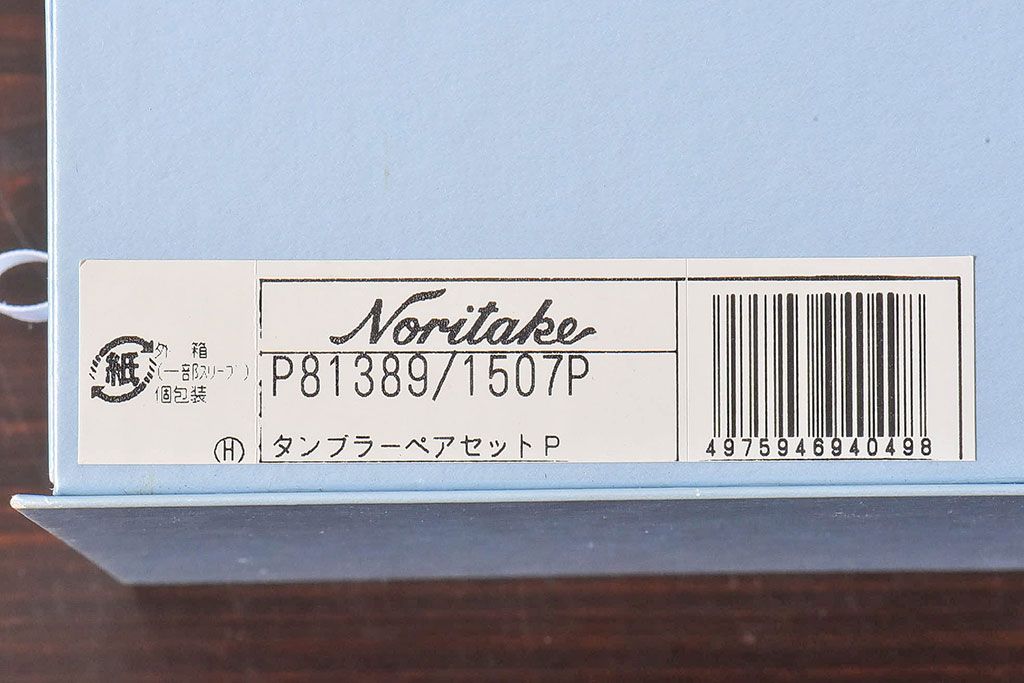 紙
外箱
(一部スリーブ)
個包装
(H)
Noritake
P81389/1507P
タンブラーペアセットP
4975946940498